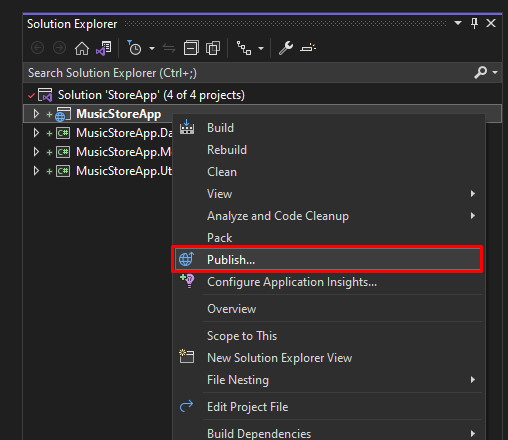 Solution Explorer
Search Solution Explorer (Ctrl+;)
Solution 'StoreApp' (4 of 4 projects)
MusicStoreApp
MusicStoreApp.Da
MusicStoreApp.M
MusicStoreApp.Ut
Build
Rebuild
Clean
View
Analyze and Code Cleanup
Pack
Publish...
Configure Application Insights...
Overview
Scope to This
New Solution Explorer View
File Nesting
Edit Project File
Build Dependencies